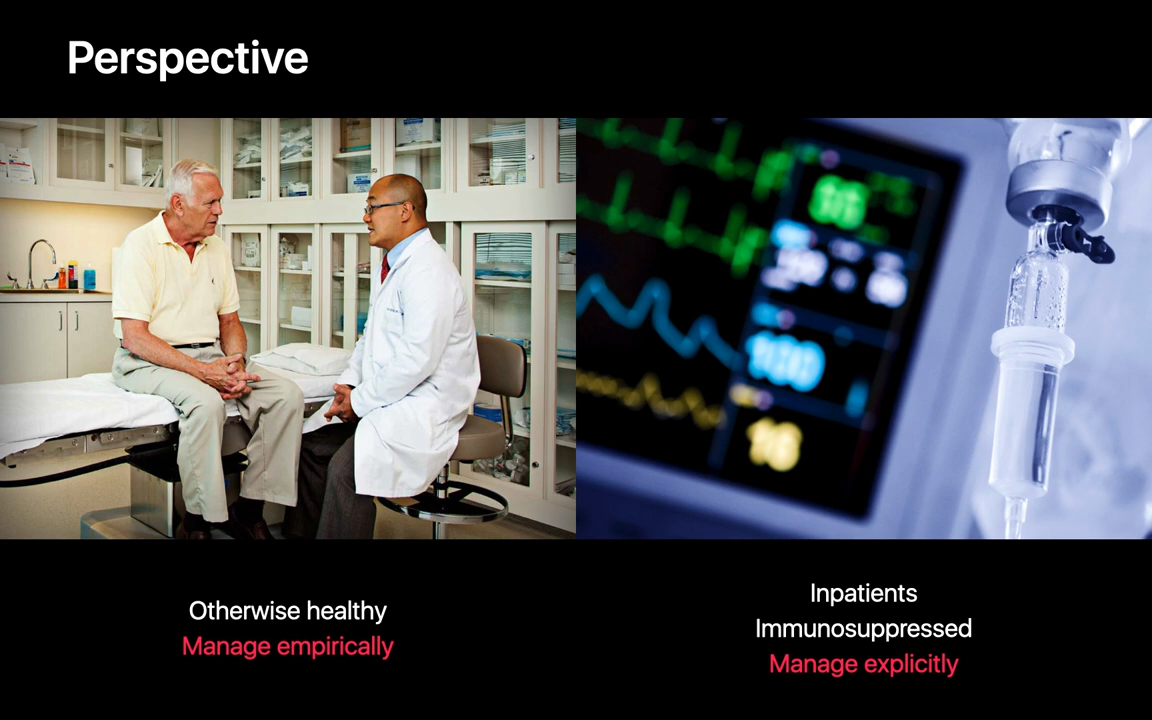 Perspective
Otherwise healthy
Manage empirically
Inpatients
Immunosuppressed
Manage explicitly